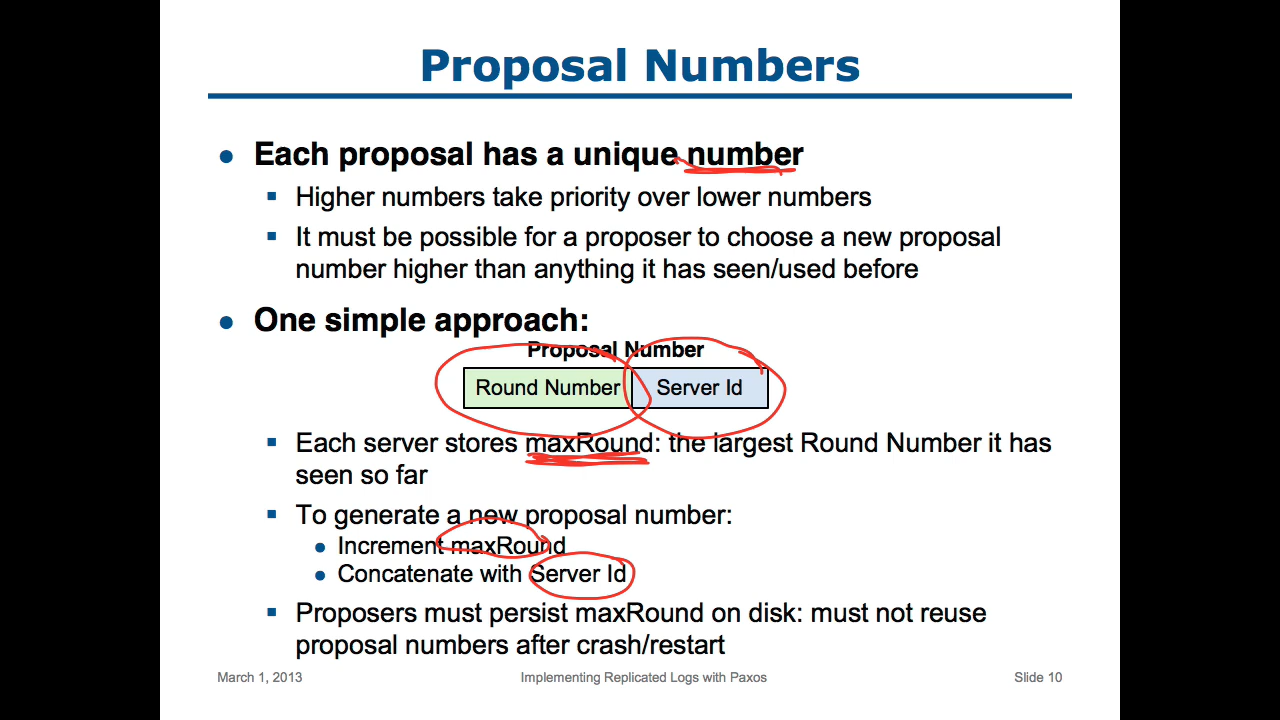 Proposal Numbers
Each proposal has a unique number
Higher numbers take priority over lower numbers
It must be possible for a proposer to choose a new proposal
number higher than anything it has seen/used before
One simple approach:
Proposal Number
Round Number Server Id
Each server stores maxRound: the largest Round Number it has
seen so far
To generate a new proposal number:
Increment maxRound
Concatenate with Server Id
Proposers must persist maxRound on disk: must not reuse
proposal numbers after crash/restart
March 1, 2013 Implementing Replicated Logs with Paxos Slide 10